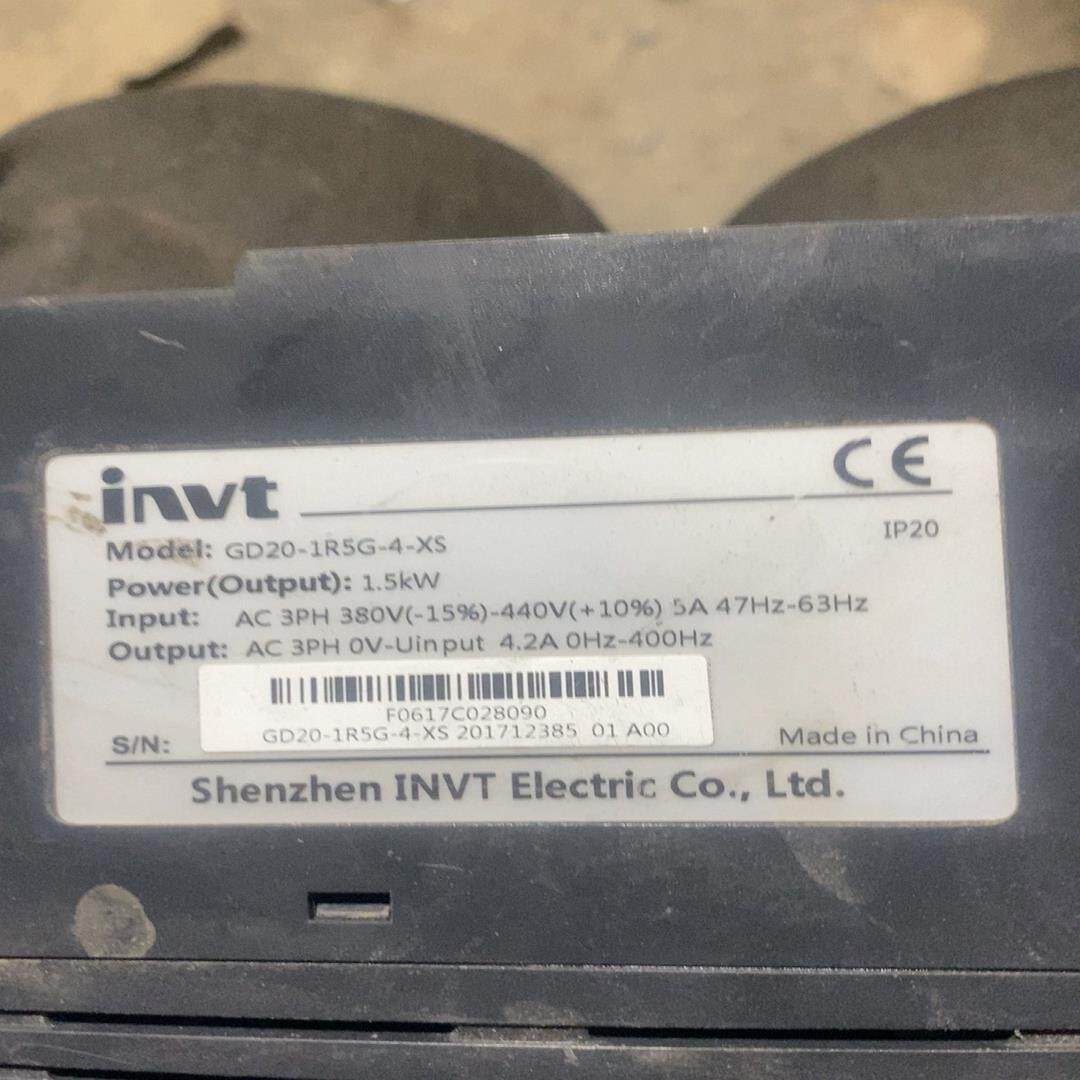 invt
CE
IP20
Model: GD20-1R5G-4-XS
Power(Output): 1.5kW
Input: AC 3PH 380V(-15%)-440V(+10%) 5A 47Hz-63Hz
Output: AC 3PH 0V-Uinput 4.2A 0Hz-400Hz
F0617C028090
GD20-1R5G-4-XS 201712385 01 A00
S/N:
Made in China
Shenzhen INVT Electric Co., Ltd.